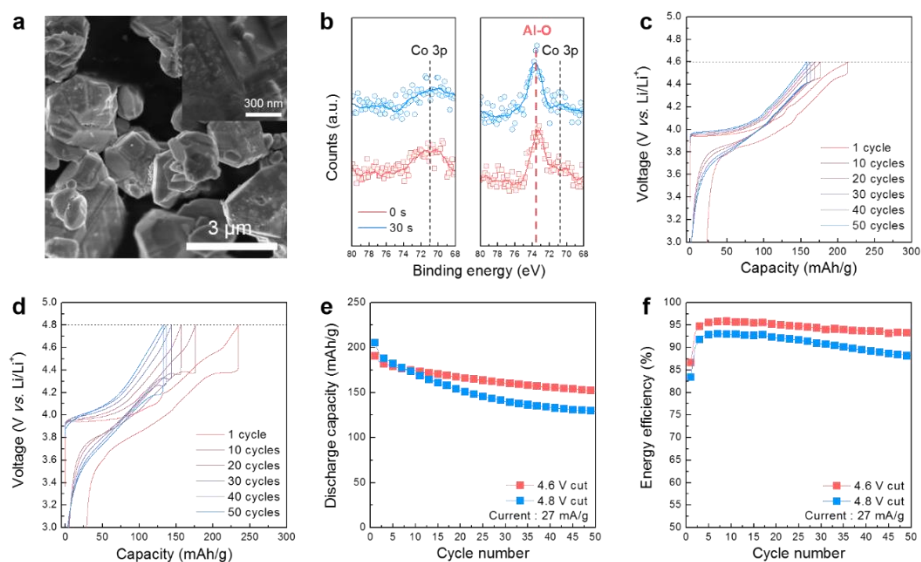 a
300 nm
3 μm
b
Counts (a.u.)
Co 3p
Al-O
Co 3p
0 s
30 s
80 78 76 74 72 70 68
80 78 76 74 72 70 68
Binding energy (eV)
c
Voltage (V vs. Li/Li⁺)
5.0
4.8
4.6
4.4
4.2
4.0
3.8
3.6
3.4
3.2
3.0
1 cycle
10 cycles
20 cycles
30 cycles
40 cycles
50 cycles
0 50 100 150 200 250 300
Capacity (mAh/g)
d
Voltage (V vs. Li/Li⁺)
5.0
4.8
4.6
4.4
4.2
4.0
3.8
3.6
3.4
3.2
3.0
1 cycle
10 cycles
20 cycles
30 cycles
40 cycles
50 cycles
0 50 100 150 200 250 300
Capacity (mAh/g)
e
Discharge capacity (mAh/g)
250
200
150
100
50
0
4.6 V cut
4.8 V cut
Current : 27 mA/g
0 5 10 15 20 25 30 35 40 45 50
Cycle number
f
Energy efficiency (%)
100
95
90
85
80
75
70
65
60
55
50
4.6 V cut
4.8 V cut
Current : 27 mA/g
0 5 10 15 20 25 30 35 40 45 50
Cycle number